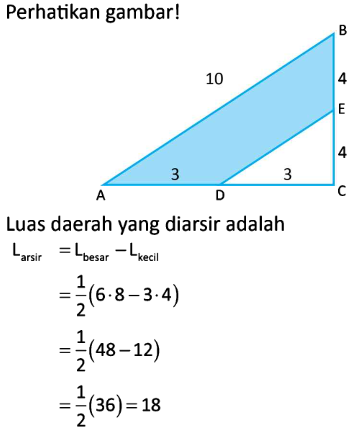 Perhatikan gambar!
B
10
4
E
3
3
4
A
D
C
Luas daerah yang diarsir adalah
L_arsir = L_besar − L_kecil
= 1/2 (6·8 − 3·4)
= 1/2 (48 − 12)
= 1/2 (36) = 18